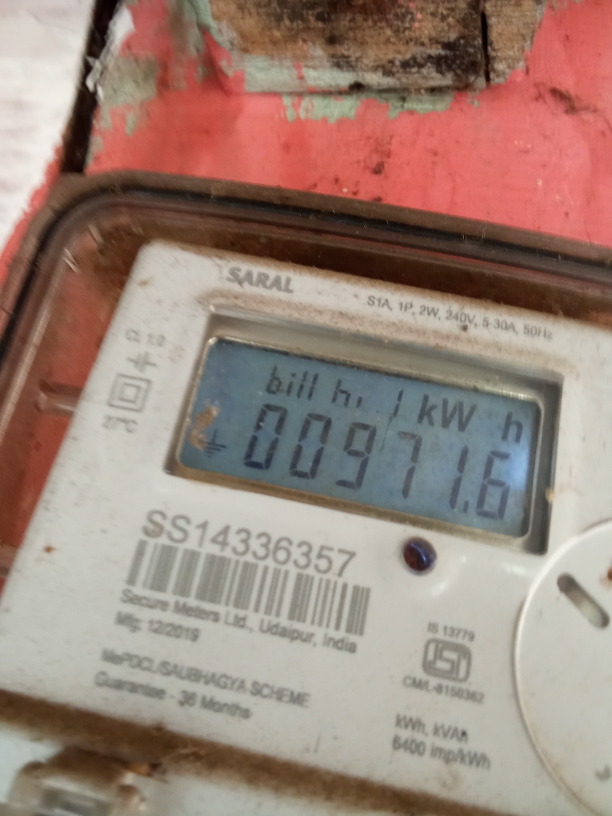 SARAL
S1A, 1P, 2W, 240V, 5-30A, 50Hz
Cl. 1.0
27°C
bill hi. 1 kW h
00971.6
SS14336357
Secure Meters Ltd., Udaipur, India
Mfg: 12/2019
MePDCL/SAUBHAGYA SCHEME
Guarantee - 36 Months
IS 13779
ISI
CM/L-8150362
kWh, kVAh
6400 imp/kWh